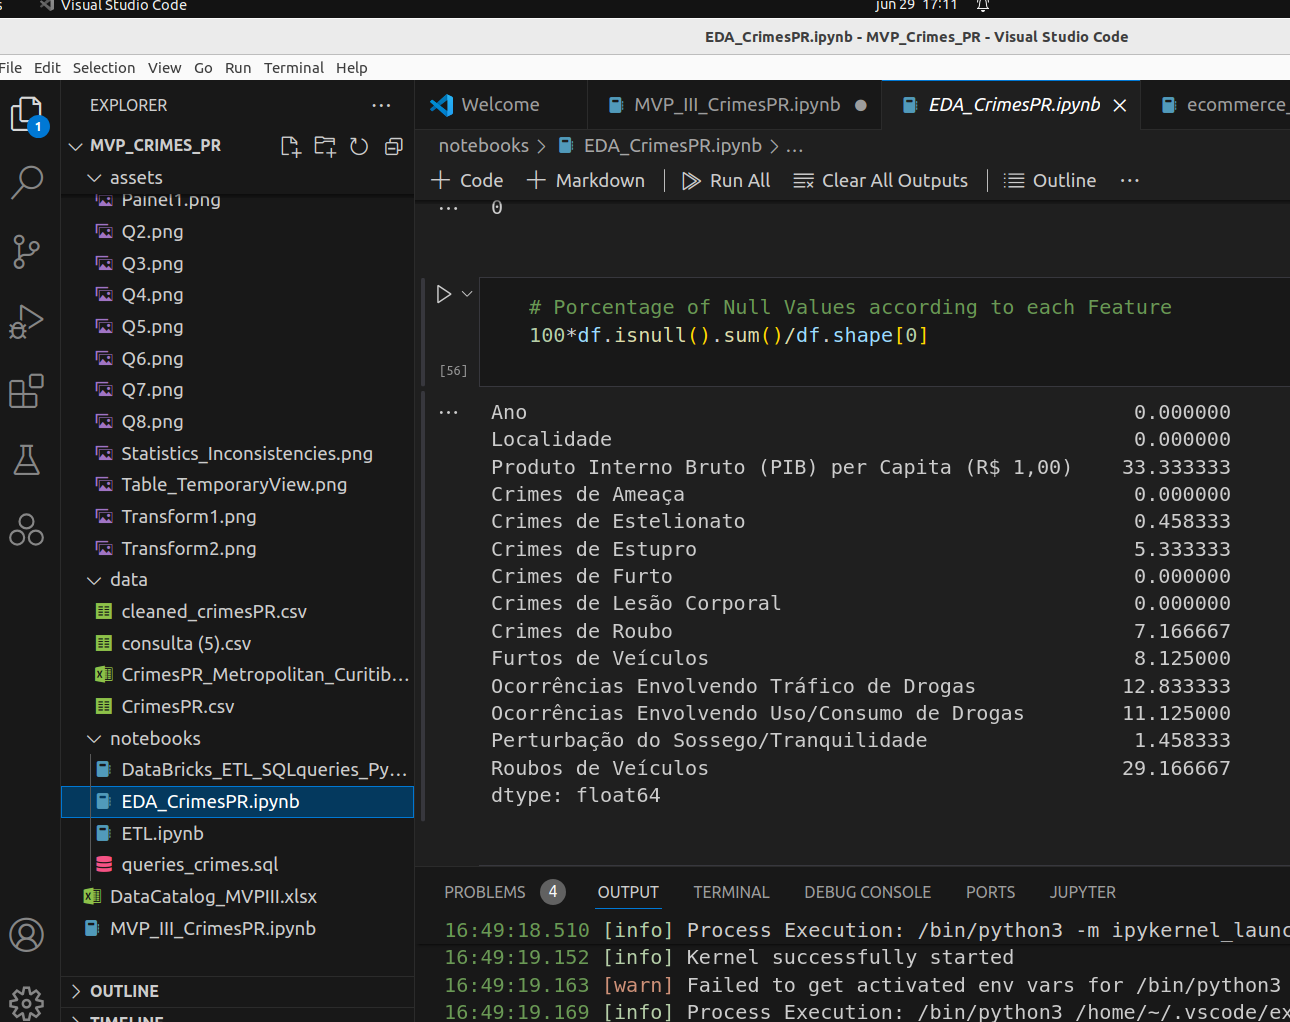 Visual Studio Code
jun 29 17:11
EDA_CrimesPR.ipynb - MVP_Crimes_PR - Visual Studio Code
File Edit Selection View Go Run Terminal Help
EXPLORER
Welcome
MVP_III_CrimesPR.ipynb
EDA_CrimesPR.ipynb
ecommerce_
1
MVP_CRIMES_PR
notebooks > EDA_CrimesPR.ipynb > ...
assets
Code
Markdown
Run All
Clear All Outputs
Outline
...
Painel1.png
Q2.png
Q3.png
Q4.png
Q5.png
Q6.png
Q7.png
Q8.png
Statistics_Inconsistencies.png
Table_TemporaryView.png
Transform1.png
Transform2.png
data
cleaned_crimesPR.csv
consulta (5).csv
CrimesPR_Metropolitan_Curitib...
CrimesPR.csv
notebooks
DataBricks_ETL_SQLqueries_Py...
EDA_CrimesPR.ipynb
ETL.ipynb
queries_crimes.sql
DataCatalog_MVPIII.xlsx
MVP_III_CrimesPR.ipynb
OUTLINE
TIMELINE
... 0
# Porcentage of Null Values according to each Feature
100*df.isnull().sum()/df.shape[0]
[56]
... Ano 0.000000
Localidade 0.000000
Produto Interno Bruto (PIB) per Capita (R$ 1,00) 33.333333
Crimes de Ameaça 0.000000
Crimes de Estelionato 0.458333
Crimes de Estupro 5.333333
Crimes de Furto 0.000000
Crimes de Lesão Corporal 0.000000
Crimes de Roubo 7.166667
Furtos de Veículos 8.125000
Ocorrências Envolvendo Tráfico de Drogas 12.833333
Ocorrências Envolvendo Uso/Consumo de Drogas 11.125000
Perturbação do Sossego/Tranquilidade 1.458333
Roubos de Veículos 29.166667
dtype: float64
PROBLEMS 4 OUTPUT TERMINAL DEBUG CONSOLE PORTS JUPYTER
16:49:18.510 [info] Process Execution: /bin/python3 -m ipykernel_launc
16:49:19.152 [info] Kernel successfully started
16:49:19.163 [warn] Failed to get activated env vars for /bin/python3
16:49:19.169 [info] Process Execution: /bin/python3 /home/~/.vscode/ex